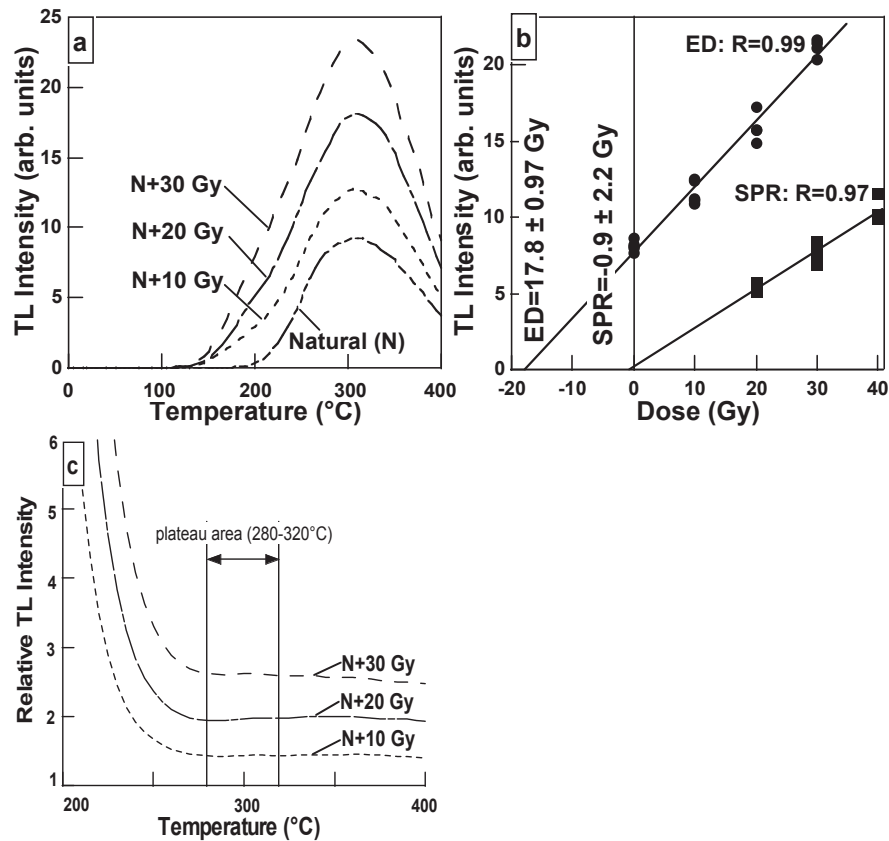 a
TL Intensity (arb. units)
25
20
15
10
5
0
0
100
200
300
400
Temperature (°C)
N+30 Gy
N+20 Gy
N+10 Gy
Natural (N)
b
TL Intensity (arb. units)
20
15
10
5
0
-20
-10
0
10
20
30
40
Dose (Gy)
ED: R=0.99
SPR: R=0.97
ED=17.8 ± 0.97 Gy
SPR=-0.9 ± 2.2 Gy
c
Relative TL Intensity
6
5
4
3
2
1
200
300
400
Temperature (°C)
plateau area (280-320°C)
N+30 Gy
N+20 Gy
N+10 Gy